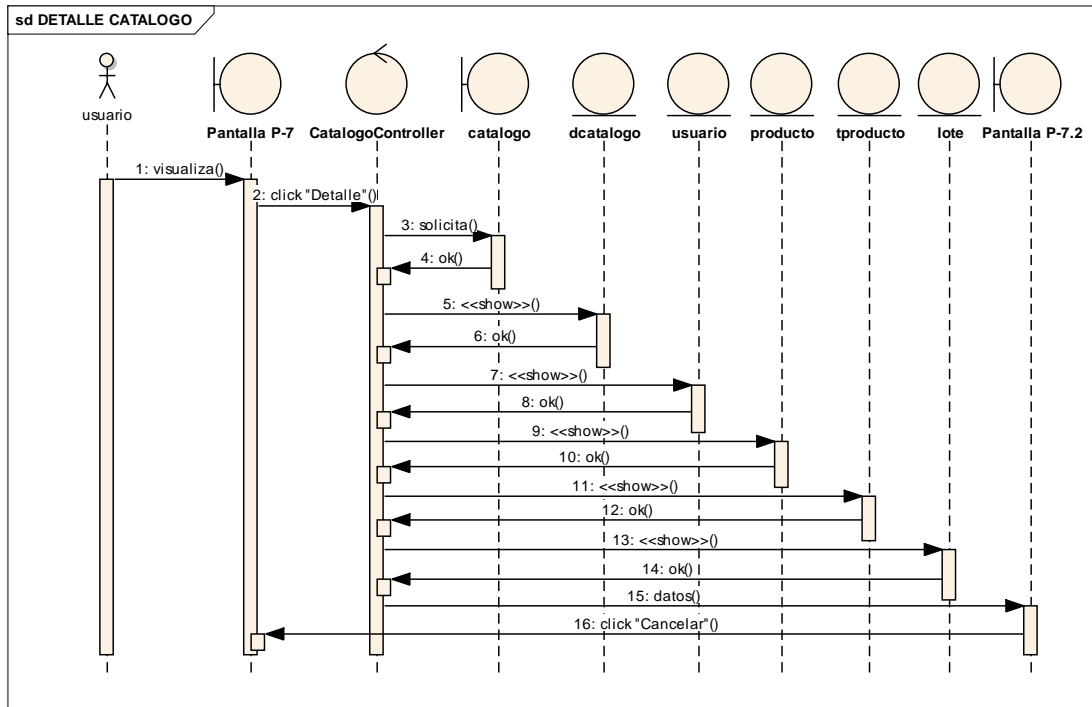 sd DETALLE CATALOGO
usuario
Pantalla P-7
CatalogoController
catalogo
dcatalogo
usuario
producto
tproducto
lote
Pantalla P-7.2
1: visualiza()
2: click "Detalle"()
3: solicita()
4: ok()
5: <<show>>()
6: ok()
7: <<show>>()
8: ok()
9: <<show>>()
10: ok()
11: <<show>>()
12: ok()
13: <<show>>()
14: ok()
15: datos()
16: click "Cancelar"()